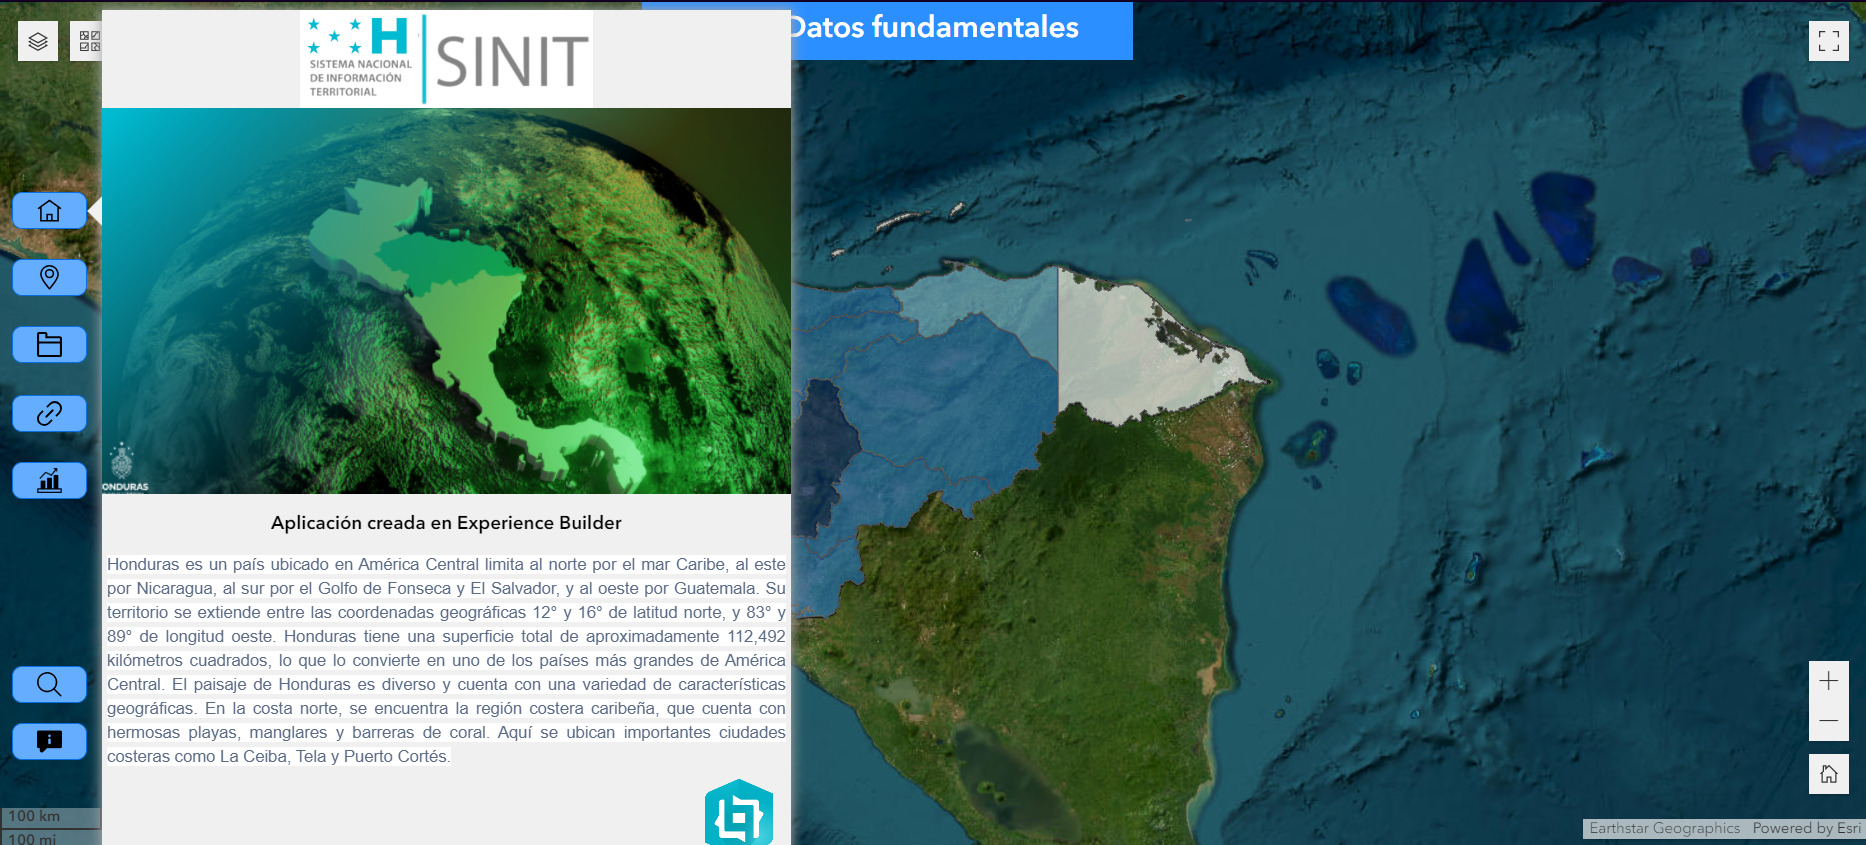 Datos fundamentales
SISTEMA NACIONAL
DE INFORMACIÓN
TERRITORIAL
SINIT
ONDURAS
Aplicación creada en Experience Builder
Honduras es un país ubicado en América Central limita al norte por el mar Caribe, al este
por Nicaragua, al sur por el Golfo de Fonseca y El Salvador, y al oeste por Guatemala. Su
territorio se extiende entre las coordenadas geográficas 12° y 16° de latitud norte, y 83° y
89° de longitud oeste. Honduras tiene una superficie total de aproximadamente 112,492
kilómetros cuadrados, lo que lo convierte en uno de los países más grandes de América
Central. El paisaje de Honduras es diverso y cuenta con una variedad de características
geográficas. En la costa norte, se encuentra la región costera caribeña, que cuenta con
hermosas playas, manglares y barreras de coral. Aquí se ubican importantes ciudades
costeras como La Ceiba, Tela y Puerto Cortés.
100 km
100 mi
Earthstar Geographics Powered by Esri